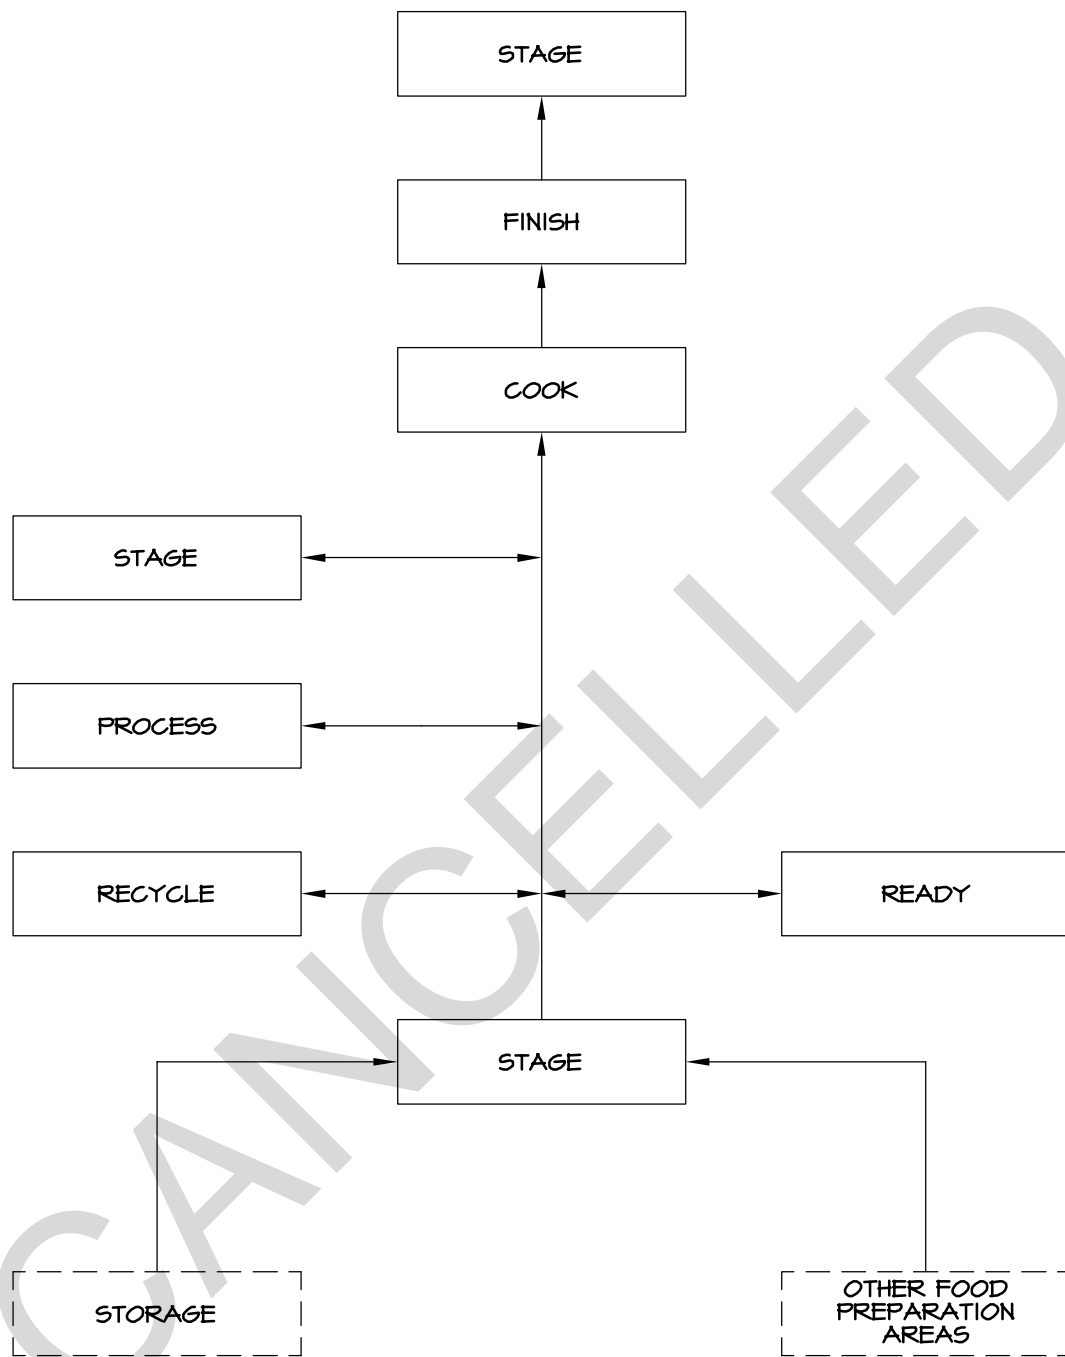 STAGE
FINISH
COOK
STAGE
PROCESS
RECYCLE
READY
STAGE
STORAGE
OTHER FOOD
PREPARATION
AREAS
CANCELLED